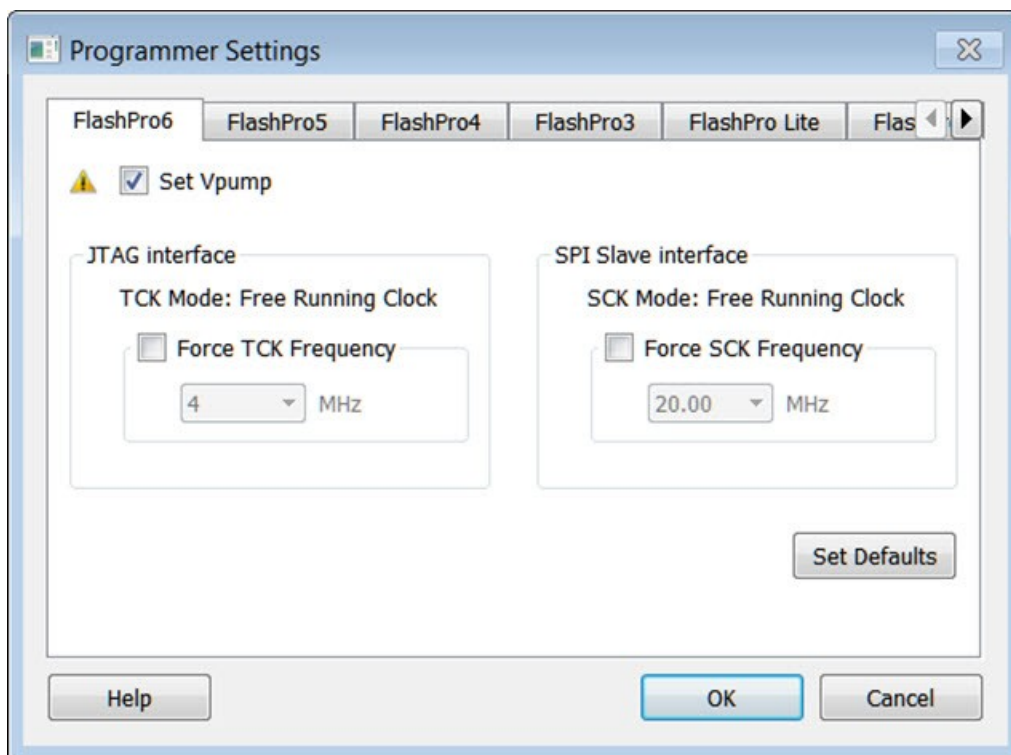 Programmer Settings
FlashPro6 FlashPro5 FlashPro4 FlashPro3 FlashPro Lite Flas
Set Vpump
JTAG interface SPI Slave interface
TCK Mode: Free Running Clock SCK Mode: Free Running Clock
Force TCK Frequency Force SCK Frequency
4 MHz 20.00 MHz
Set Defaults
Help OK Cancel